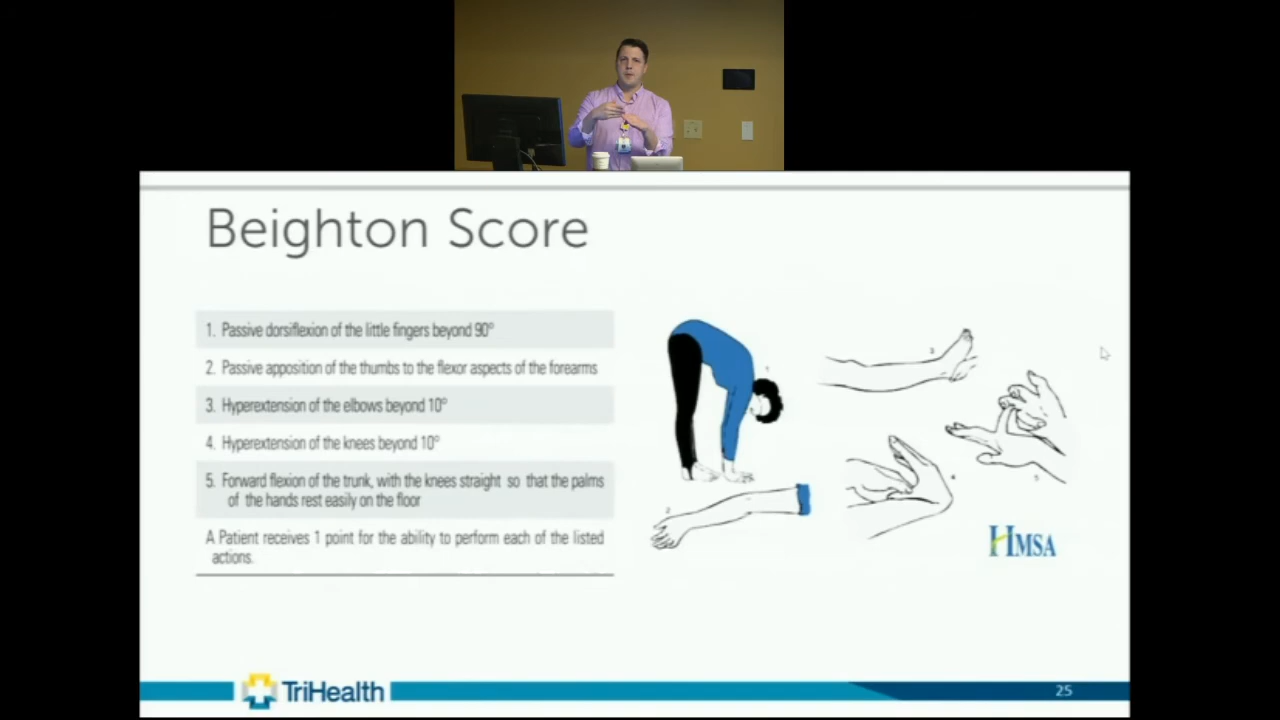 Beighton Score
1. Passive dorsiflexion of the little fingers beyond 90°
2. Passive apposition of the thumbs to the flexor aspects of the forearms
3. Hyperextension of the elbows beyond 10°
4. Hyperextension of the knees beyond 10°
5. Forward flexion of the trunk, with the knees straight so that the palms
of the hands rest easily on the floor
A Patient receives 1 point for the ability to perform each of the listed
actions.
HMSA
TriHealth
25